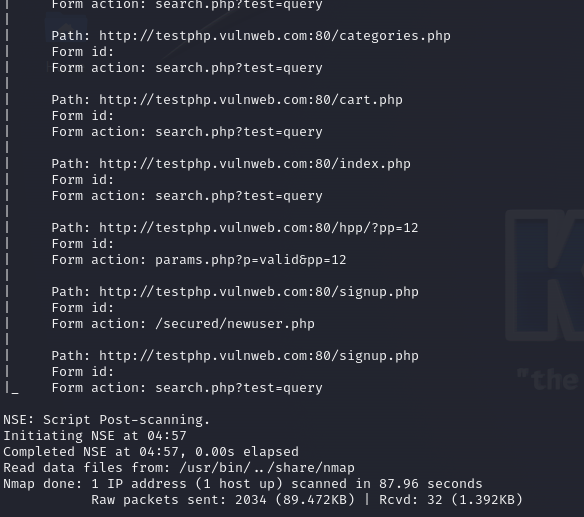 |     Form action: search.php?test=query
|
|     Path: http://testphp.vulnweb.com:80/categories.php
|     Form id:
|     Form action: search.php?test=query
|
|     Path: http://testphp.vulnweb.com:80/cart.php
|     Form id:
|     Form action: search.php?test=query
|
|     Path: http://testphp.vulnweb.com:80/index.php
|     Form id:
|     Form action: search.php?test=query
|
|     Path: http://testphp.vulnweb.com:80/hpp/?pp=12
|     Form id:
|     Form action: params.php?p=valid&pp=12
|
|     Path: http://testphp.vulnweb.com:80/signup.php
|     Form id:
|     Form action: /secured/newuser.php
|
|     Path: http://testphp.vulnweb.com:80/signup.php
|     Form id:
|_    Form action: search.php?test=query
K
"the
NSE: Script Post-scanning.
Initiating NSE at 04:57
Completed NSE at 04:57, 0.00s elapsed
Read data files from: /usr/bin/../share/nmap
Nmap done: 1 IP address (1 host up) scanned in 87.96 seconds
           Raw packets sent: 2034 (89.472KB) | Rcvd: 32 (1.392KB)